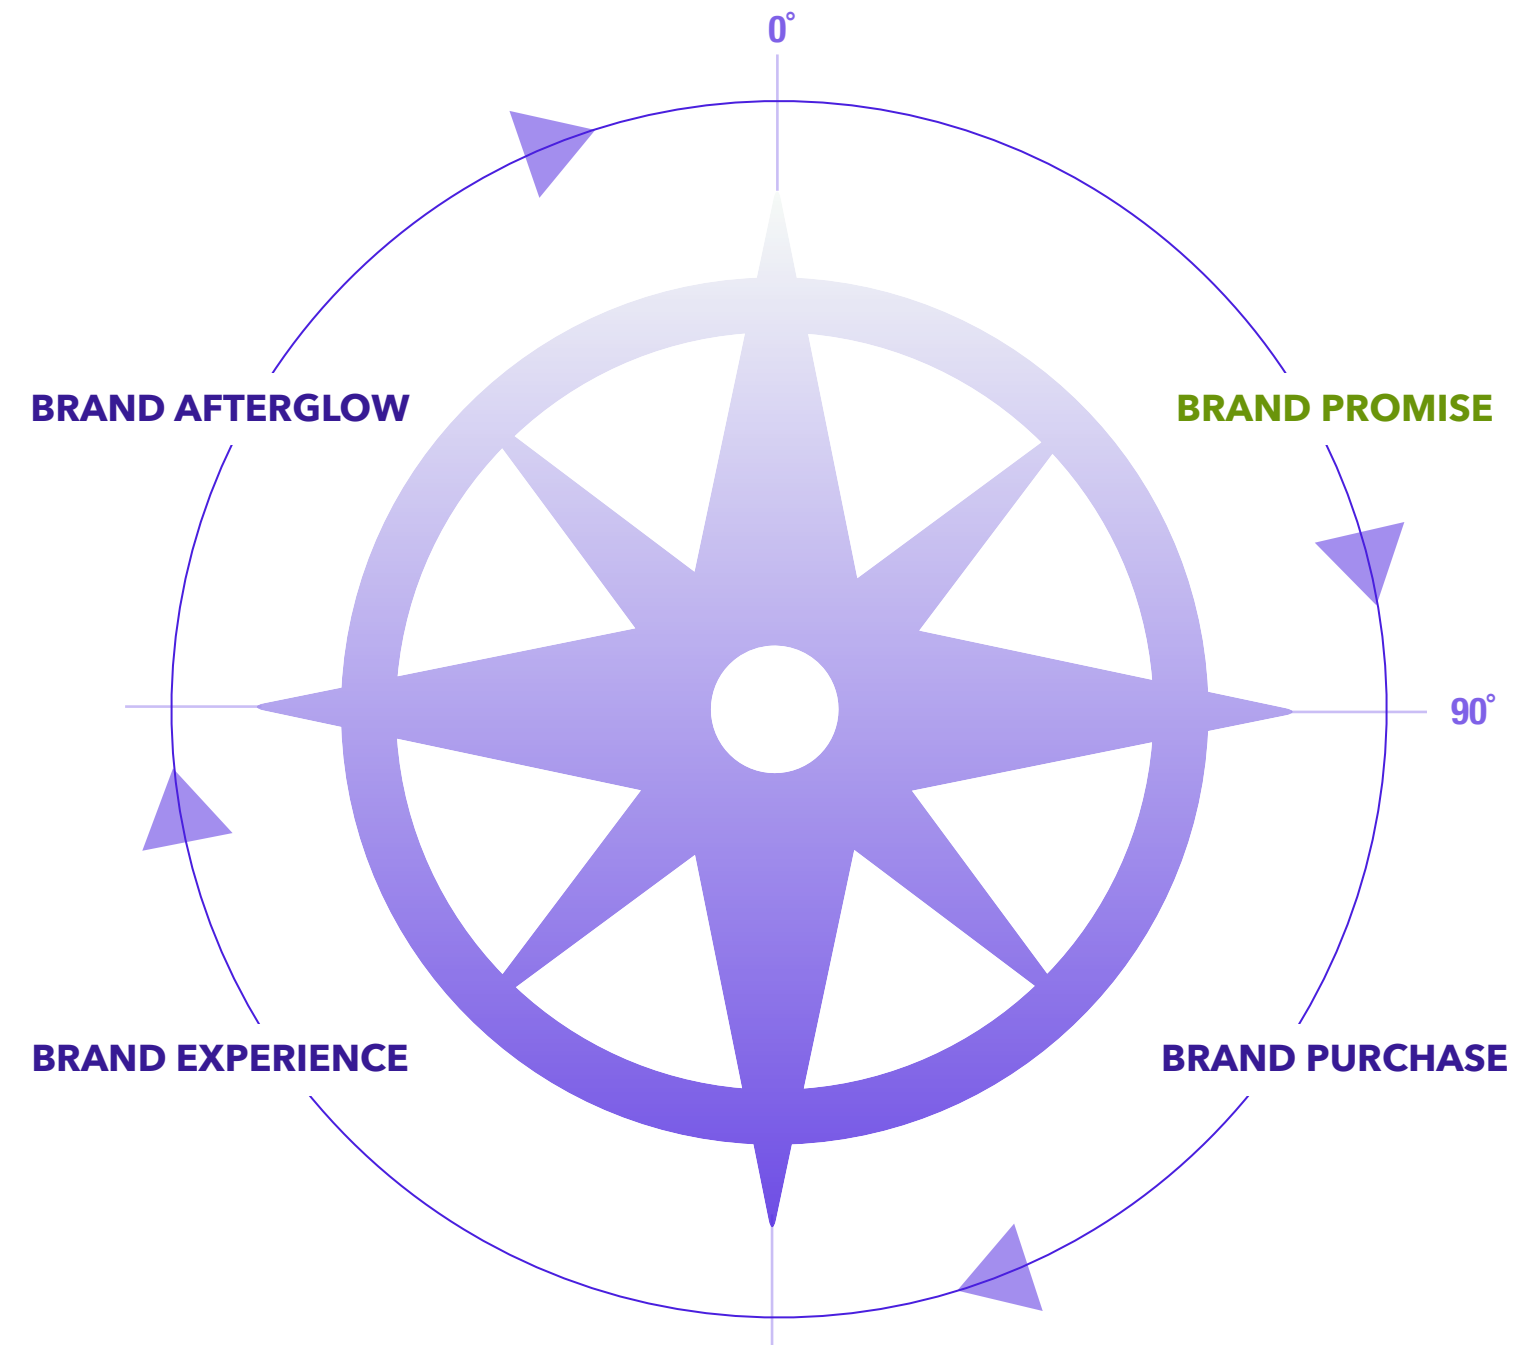 0°
BRAND AFTERGLOW
BRAND PROMISE
90°
BRAND EXPERIENCE
BRAND PURCHASE